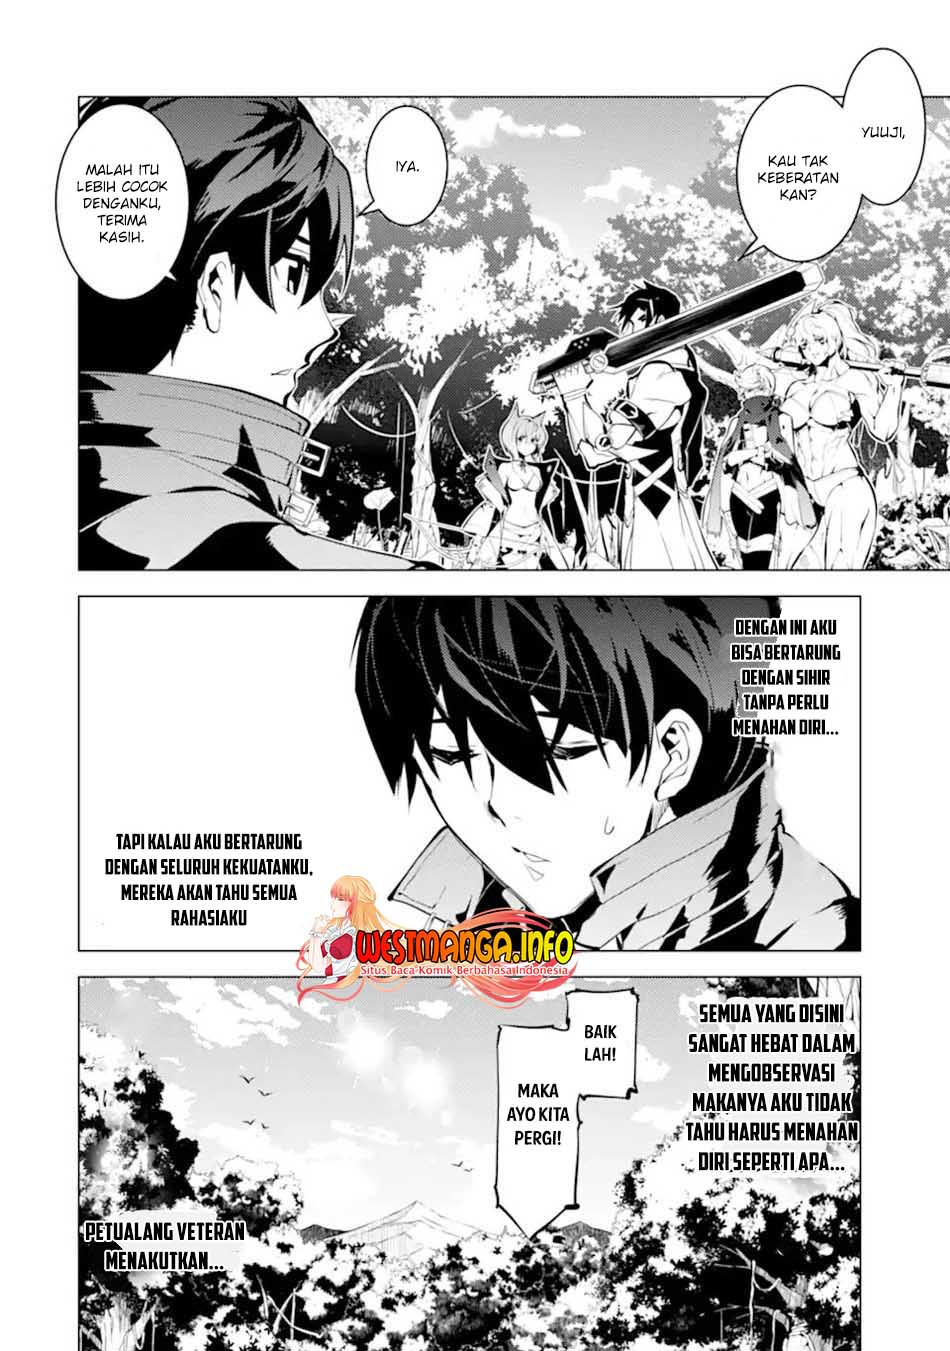 YUUJI,
KAU TAK
KEBERATAN
KAN?
IYA.
MALAH ITU
LEBIH COCOK
DENGANKU,
TERIMA
KASIH.
DENGAN INI AKU
BISA BERTARUNG
DENGAN SIHIR
TANPA PERLU
MENAHAN DIRI...
TAPI KALAU AKU BERTARUNG
DENGAN SELURUH KEKUATANKU,
MEREKA AKAN TAHU SEMUA
RAHASIAKU
WESTMANGA.INFO
Situs Baca Komik Berbahasa Indonesia
SEMUA YANG DISINI
SANGAT HEBAT DALAM
MENGOBSERVASI
MAKANYA AKU TIDAK
TAHU HARUS MENAHAN
DIRI SEPERTI APA...
BAIK
LAH!
MAKA
AYO KITA
PERGI!
PETUALANG VETERAN
MENAKUTKAN...